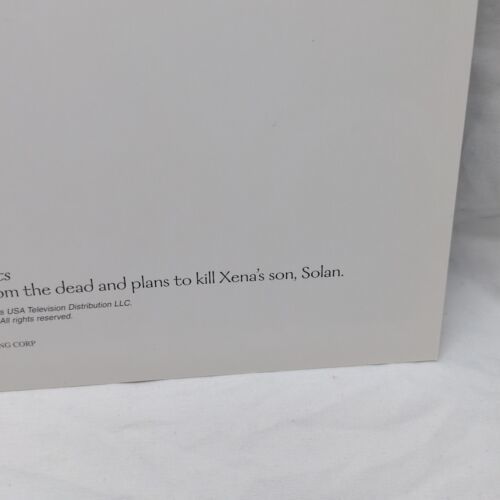 CS
om the dead and plans to kill Xena's son, Solan.
s USA Television Distribution LLC.
All rights reserved.
NG CORP